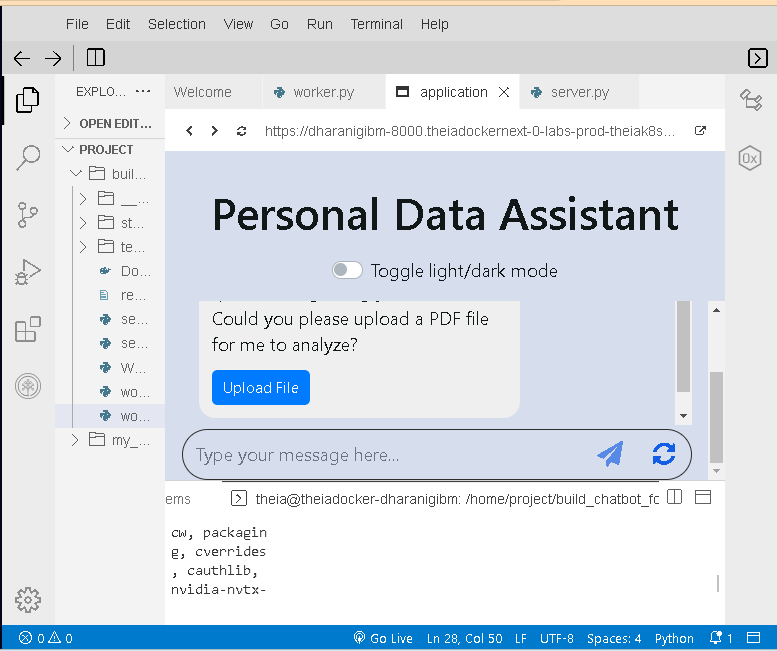 File Edit Selection View Go Run Terminal Help
EXPLO... ···
Welcome
worker.py
application
server.py
OPEN EDIT...
https://dharanigibm-8000.theiadockernext-0-labs-prod-theiak8s...
PROJECT
buil...
__...
st...
te...
Do...
re...
se...
se...
W...
wo...
wo...
my_...
Personal Data Assistant
Toggle light/dark mode
Could you please upload a PDF file
for me to analyze?
Upload File
Type your message here...
ems
theia@theiadocker-dharanigibm: /home/project/build_chatbot_fo
cw, packagin
g, cverrides
, cauthlib,
nvidia-nvtx-
0x
0 0
Go Live Ln 28, Col 50 LF UTF-8 Spaces: 4 Python 1